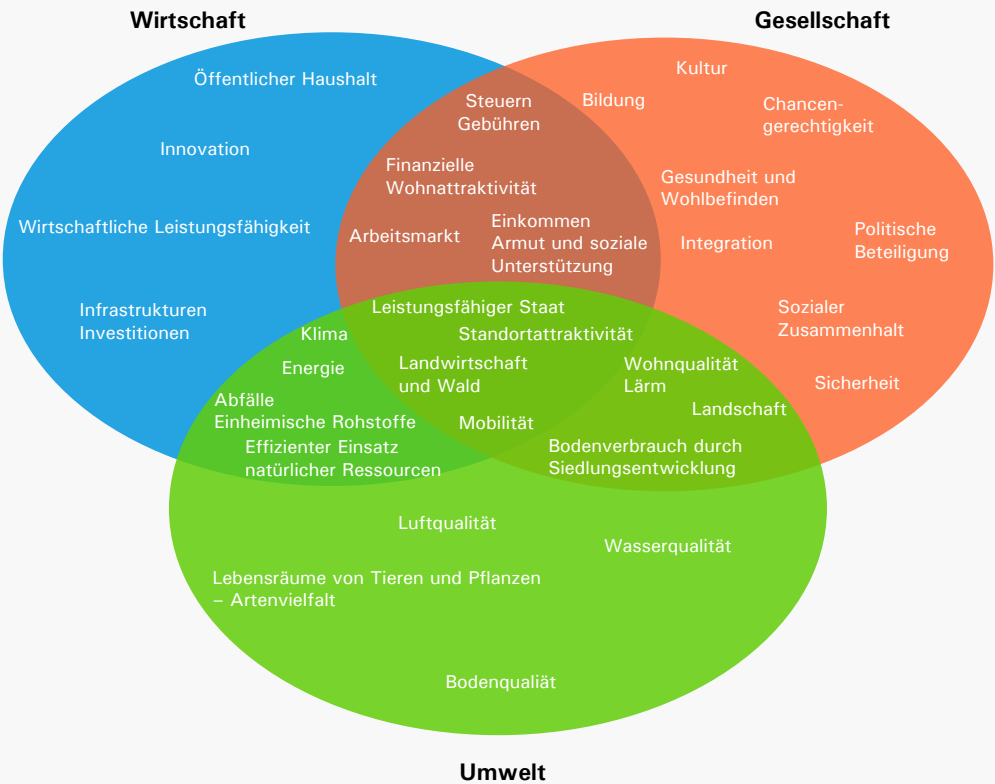 Wirtschaft
Gesellschaft
Öffentlicher Haushalt
Kultur
Steuern
Gebühren
Bildung
Chancen-
gerechtigkeit
Innovation
Finanzielle
Wohnattraktivität
Gesundheit und
Wohlbefinden
Wirtschaftliche Leistungsfähigkeit
Arbeitsmarkt
Einkommen
Armut und soziale
Unterstützung
Integration
Politische
Beteiligung
Infrastrukturen
Investitionen
Leistungsfähiger Staat
Sozialer
Zusammenhalt
Klima
Standortattraktivität
Energie
Landwirtschaft
und Wald
Wohnqualität
Lärm
Sicherheit
Abfälle
Einheimische Rohstoffe
Landschaft
Mobilität
Effizienter Einsatz
natürlicher Ressourcen
Bodenverbrauch durch
Siedlungsentwicklung
Luftqualität
Wasserqualität
Lebensräume von Tieren und Pflanzen
– Artenvielfalt
Bodenqualiät
Umwelt